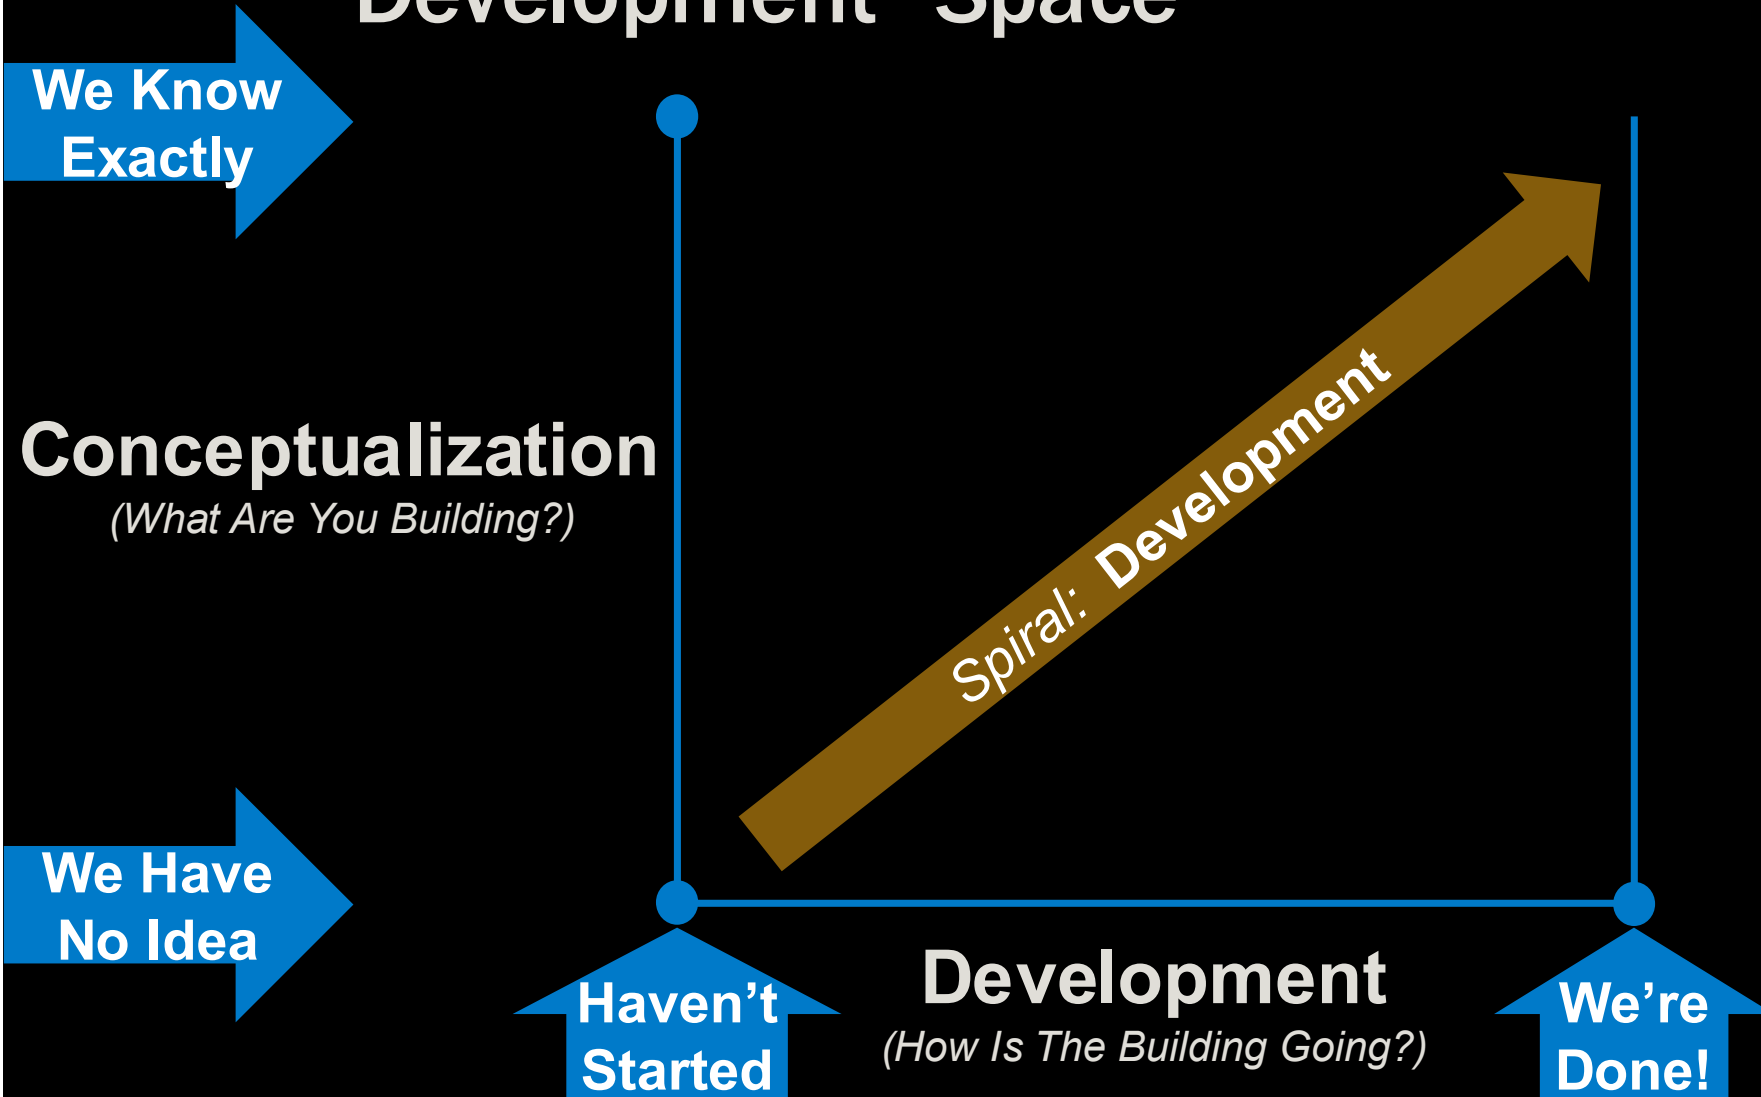 Development Space
We Know
Exactly
Conceptualization
(What Are You Building?)
Spiral: Development
We Have
No Idea
Haven’t
Started
Development
(How Is The Building Going?)
We’re
Done!